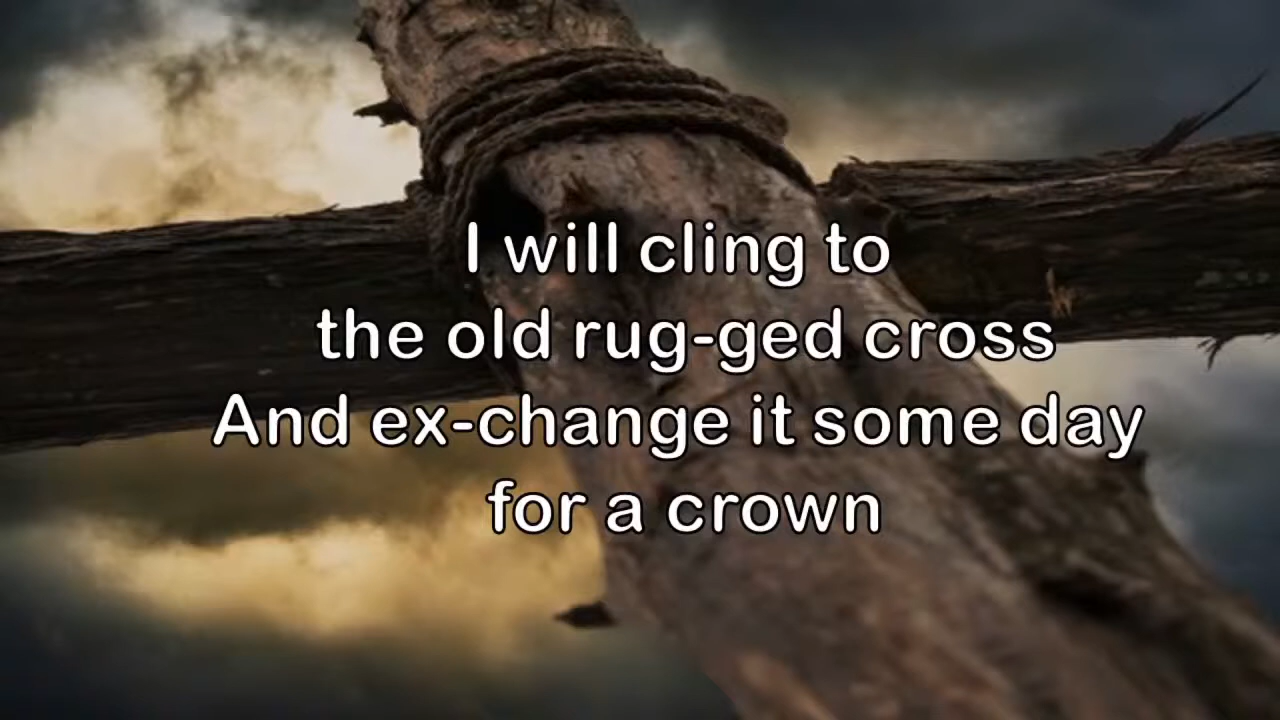 I will cling to
the old rug-ged cross
And ex-change it some day
for a crown